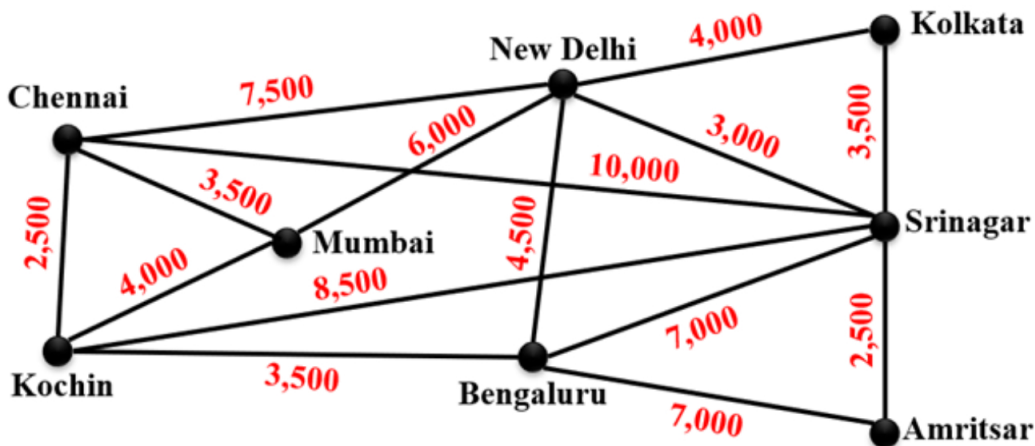 Kolkata
4,000
New Delhi
7,500
Chennai
6,000
3,000
3,500
10,000
3,500
2,500
4,500
Srinagar
Mumbai
4,000
8,500
7,000
2,500
Kochin
3,500
Bengaluru
7,000
Amritsar